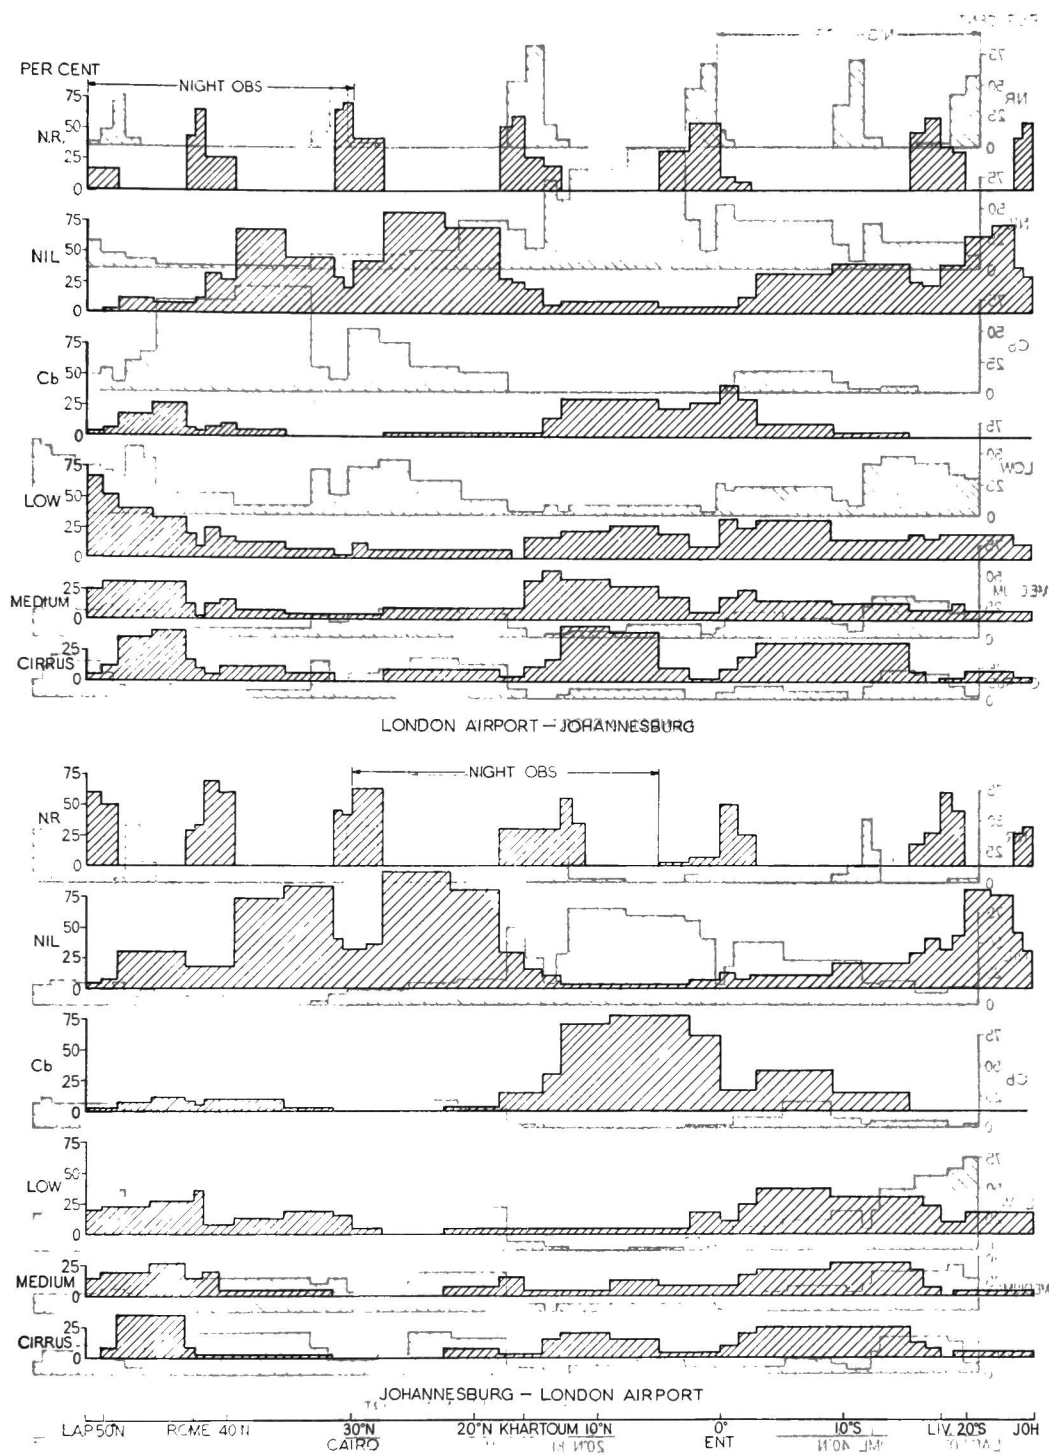 PER CENT
NIGHT OBS
75
50
25
0
N.R.
75
50
25
0
NIL
75
50
25
0
Cb
75
50
25
0
LOW
25
0
MEDIUM
25
0
CIRRUS
LONDON AIRPORT – JOHANNESBURG
NIGHT OBS
75
50
25
0
NR
75
50
25
0
NIL
75
50
25
0
Cb
75
50
25
0
LOW
25
0
MEDIUM
25
0
CIRRUS
JOHANNESBURG – LONDON AIRPORT
LAP 50°N ROME 40°N 30°N 20°N KHARTOUM 10°N 0° 10°S LIV. 20°S JOH
CAIRO ENT